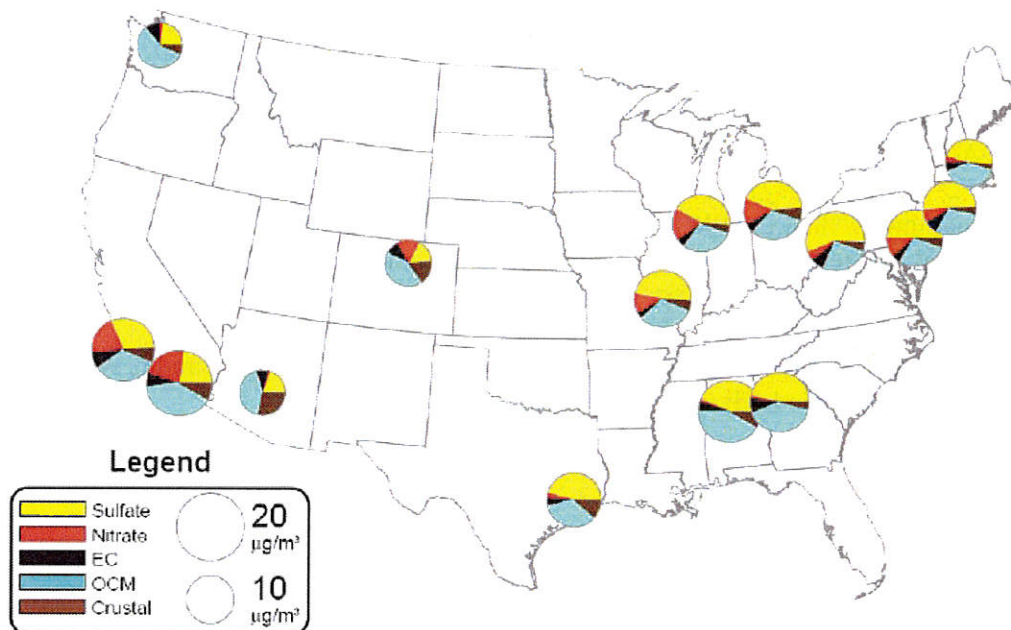 Legend
Sulfate
Nitrate
EC
OCM
Crustal
20
µg/m³
10
µg/m³